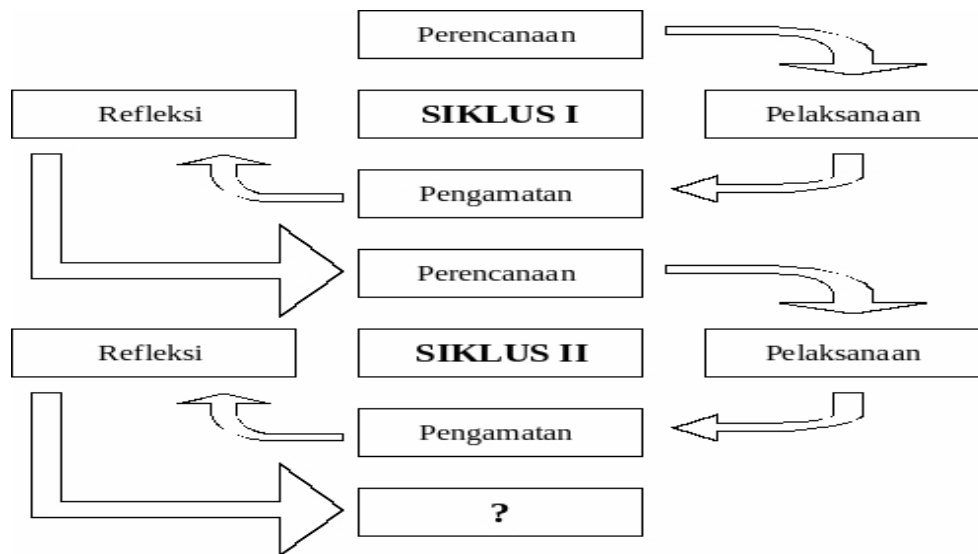 Perencanaan
Refleksi
SIKLUS I
Pelaksanaan
Pengamatan
Perencanaan
Refleksi
SIKLUS II
Pelaksanaan
Pengamatan
?